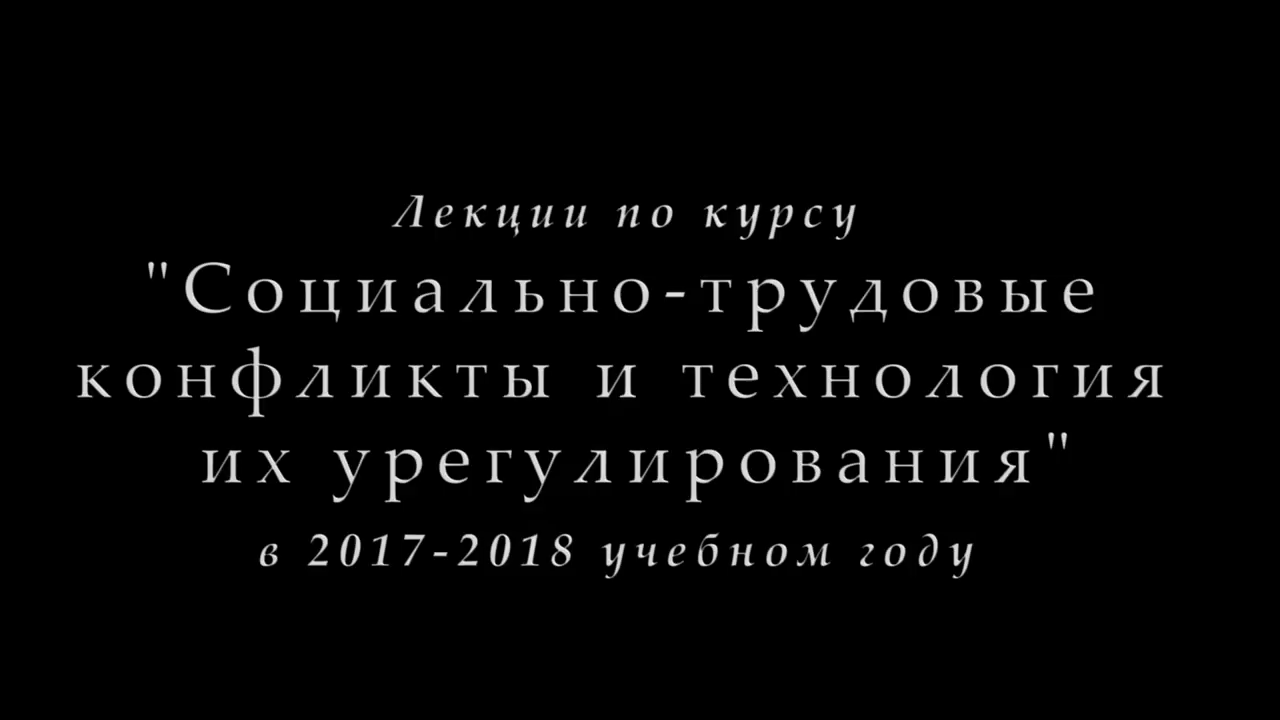 Лекции по курсу
"Социально-трудовые
конфликты и технология
их урегулирования"
в 2017-2018 учебном году